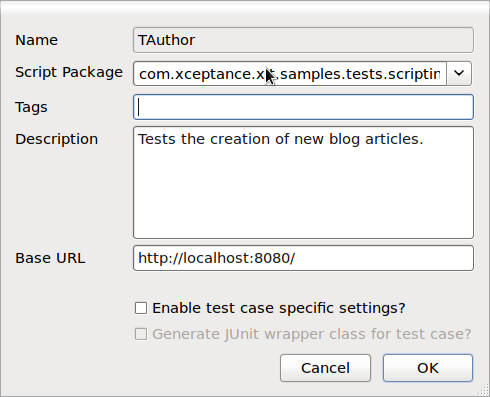 Name TAuthor
Script Package com.xceptance.x .samples.tests.scriptin
Tags
Description Tests the creation of new blog articles.
Base URL http://localhost:8080/
Enable test case specific settings?
Generate JUnit wrapper class for test case?
Cancel OK